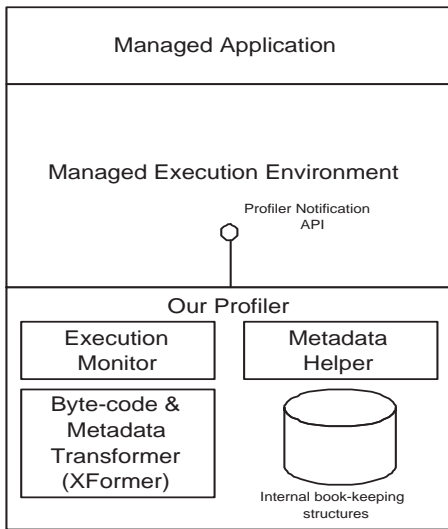 Managed Application
Managed Execution Environment
Profiler Notification
API
Our Profiler
Execution
Monitor
Metadata
Helper
Byte-code &
Metadata
Transformer
(XFormer)
Internal book-keeping
structures